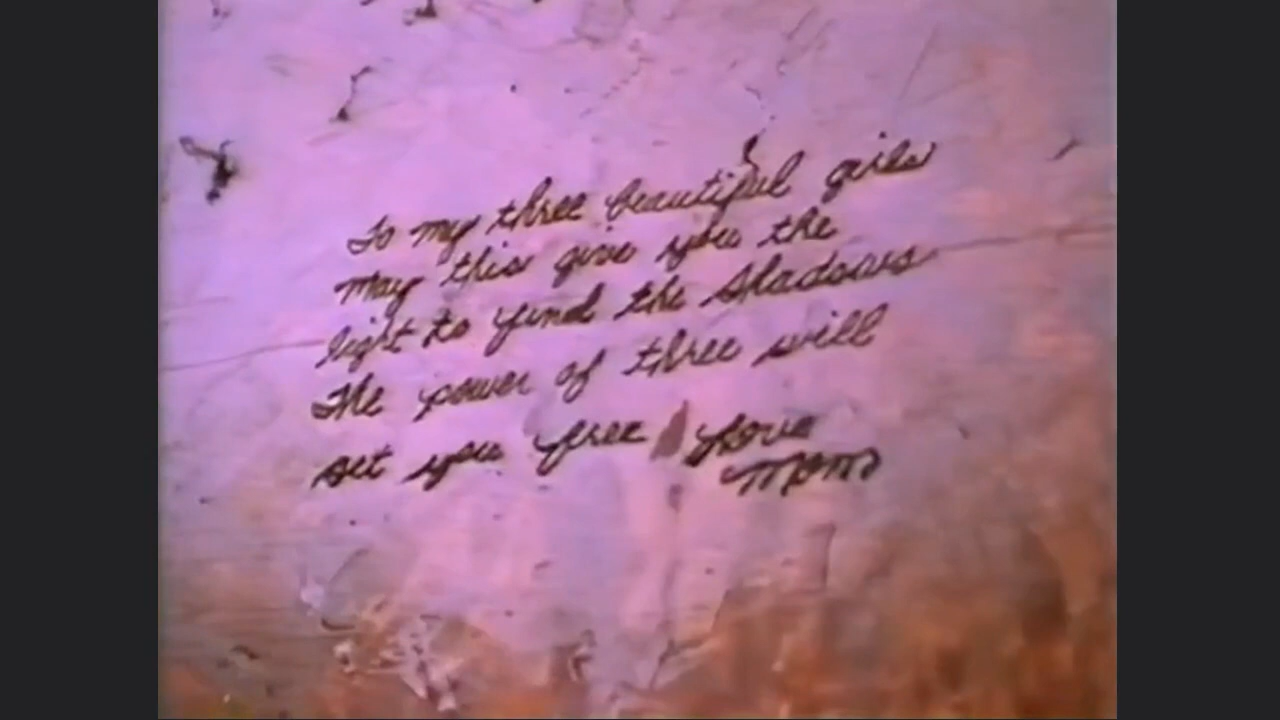 To my three beautiful girls
May this give you the
light to find the shadows
The power of three will
set you free Love
Mom